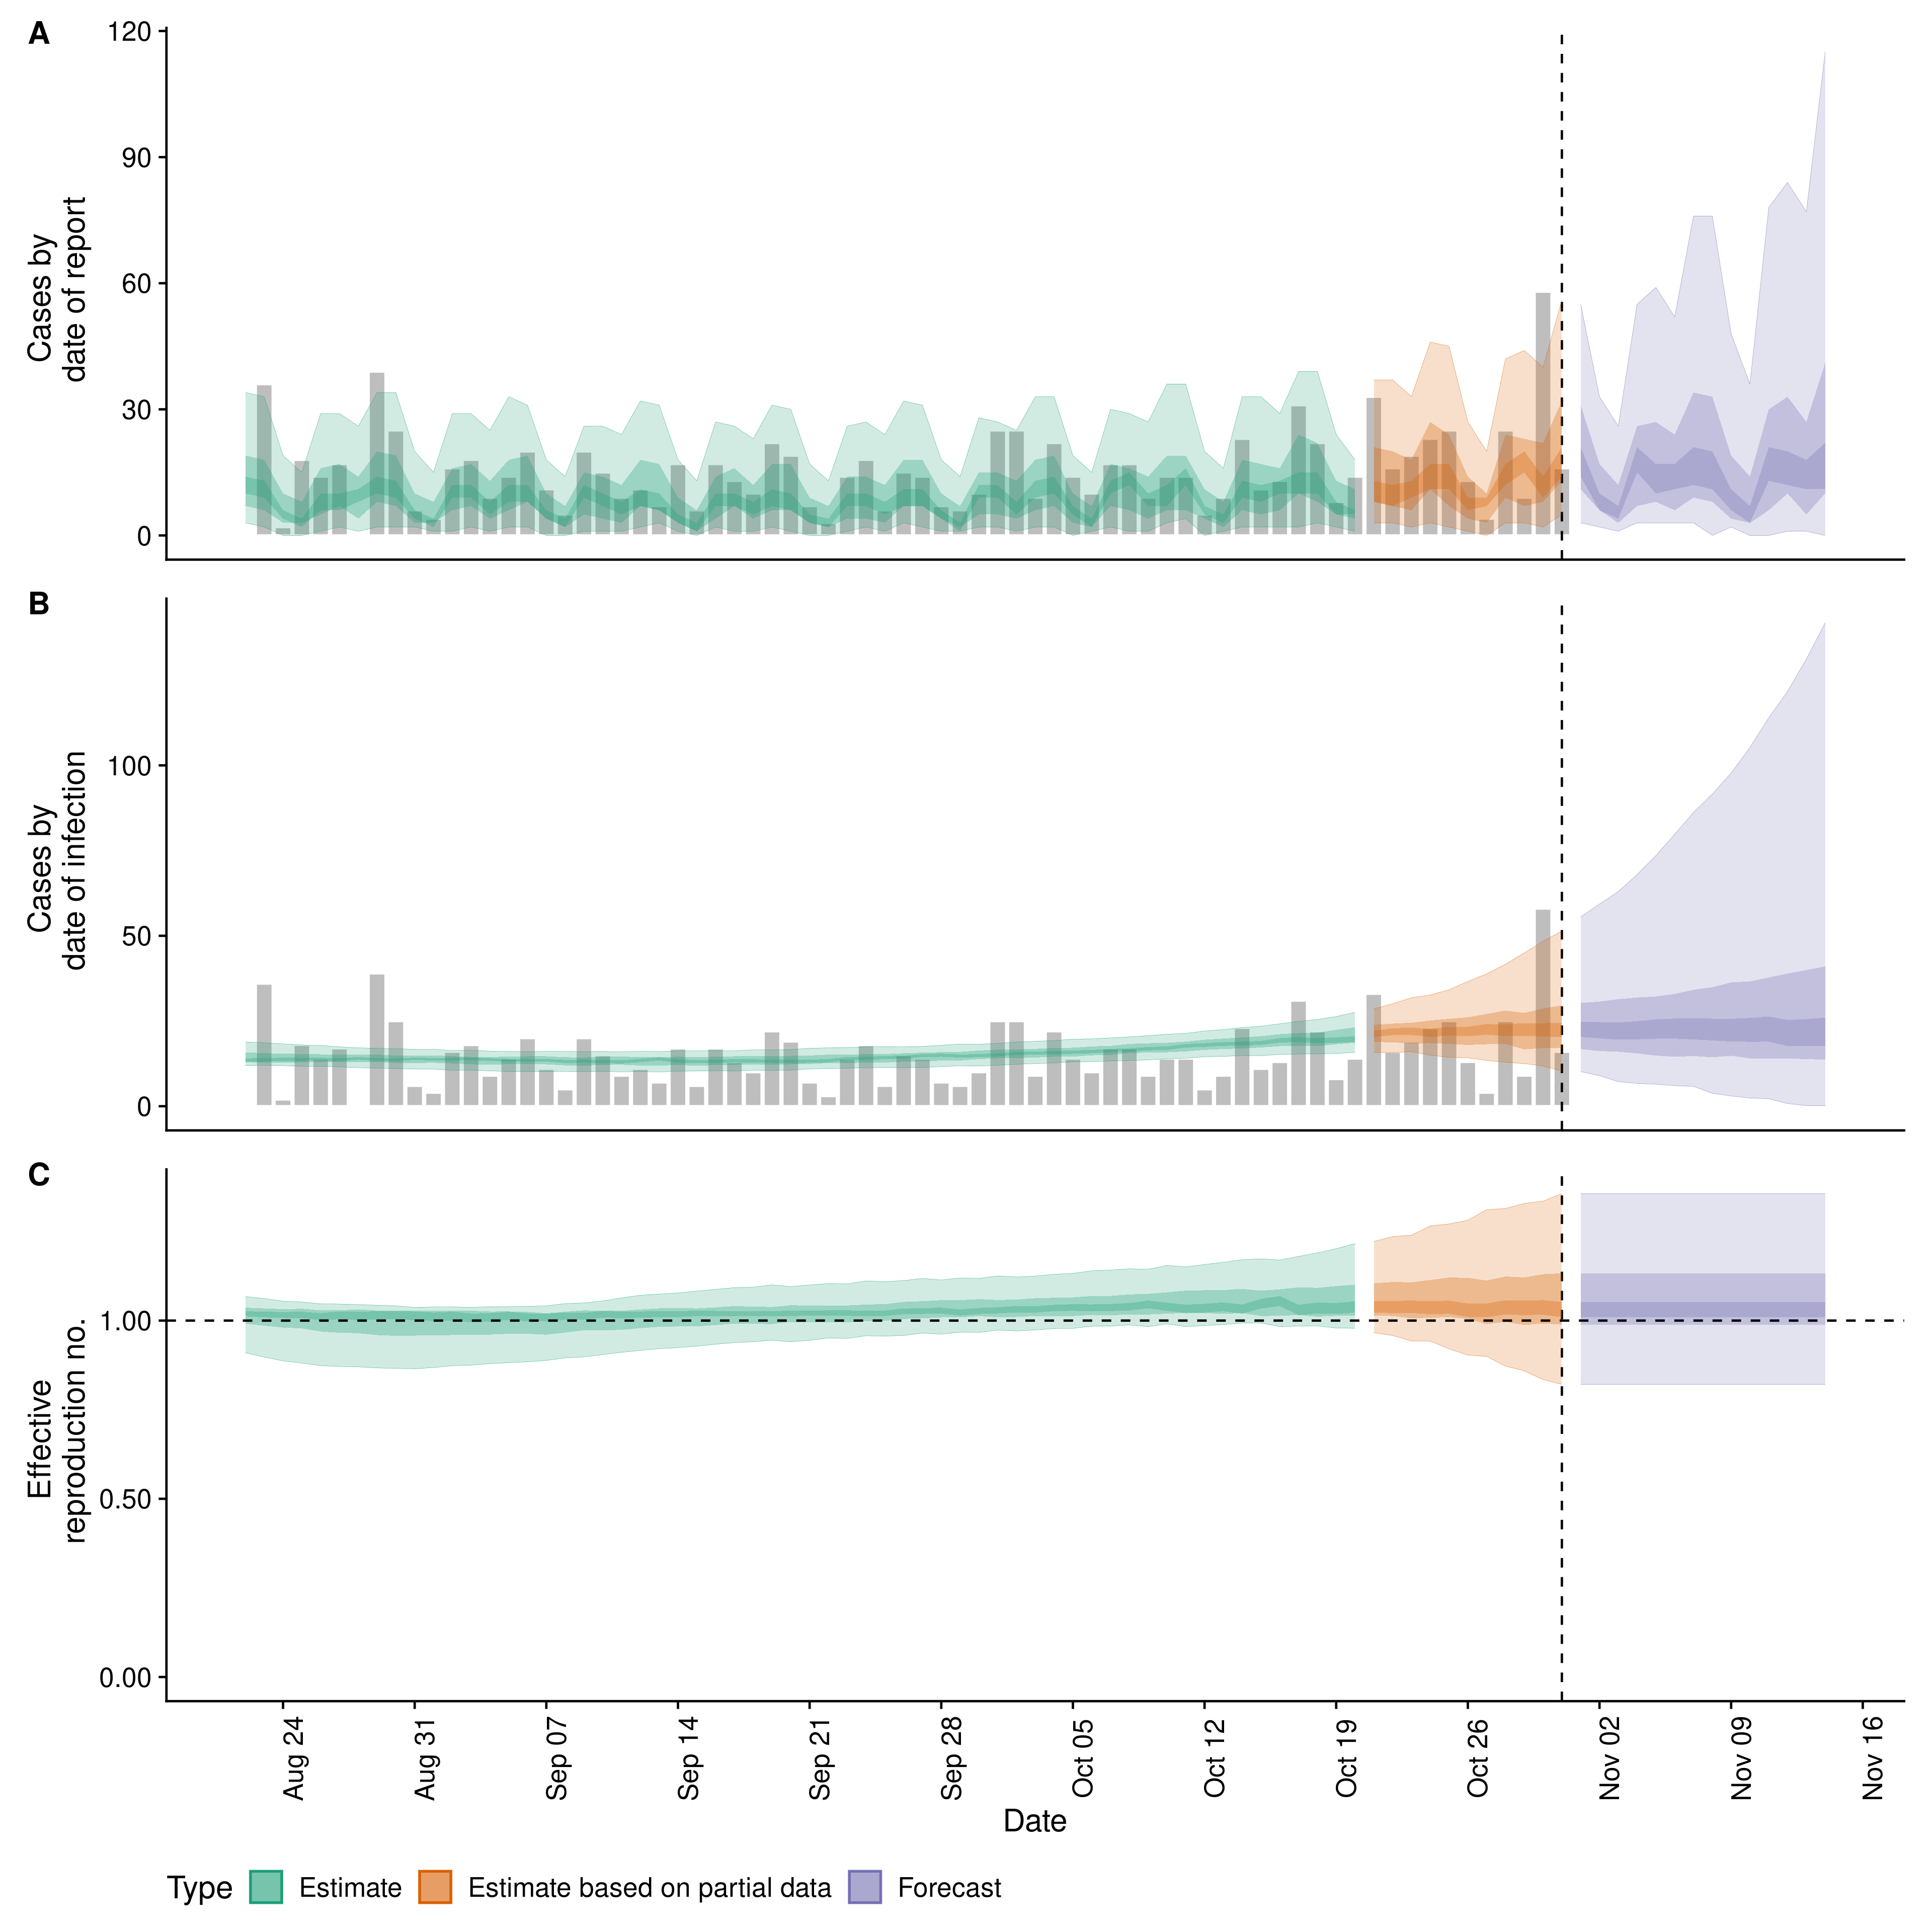 A
120
90
60
30
0
Cases by
date of report
B
100
50
0
Cases by
date of infection
C
1.00
0.50
0.00
Effective
reproduction no.
Aug 24
Aug 31
Sep 07
Sep 14
Sep 21
Sep 28
Oct 05
Oct 12
Oct 19
Oct 26
Nov 02
Nov 09
Nov 16
Date
Type Estimate Estimate based on partial data Forecast